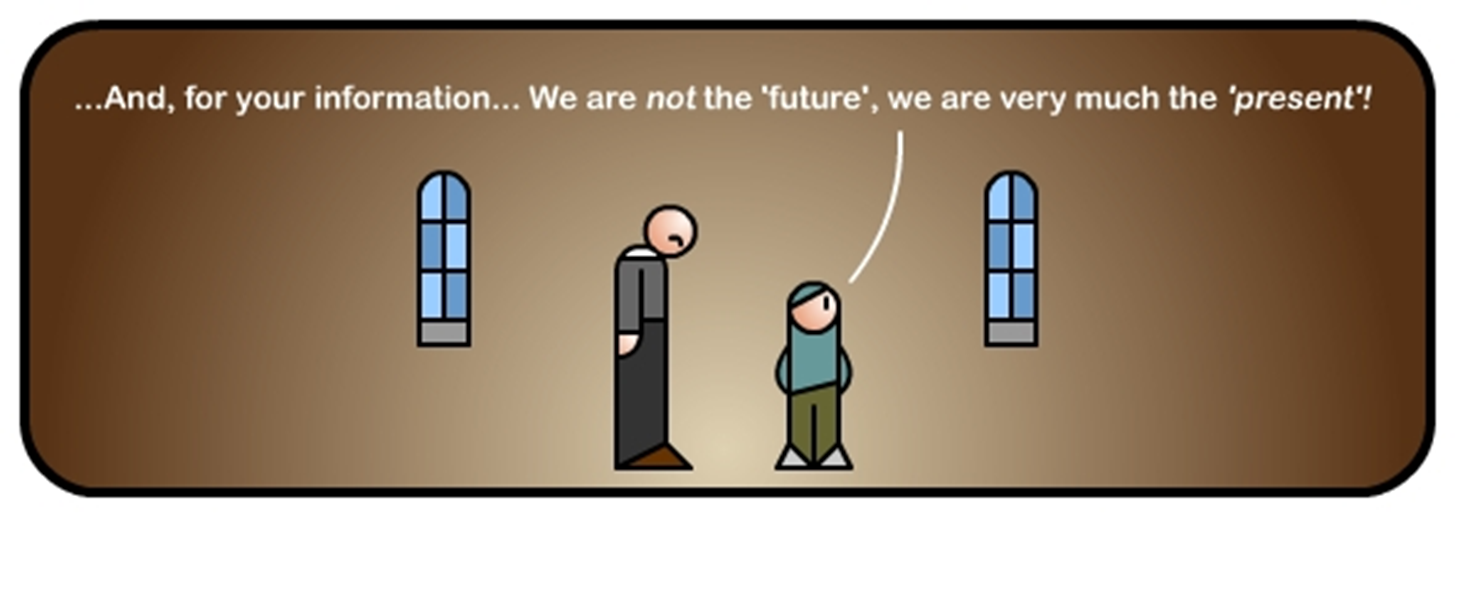 ...And, for your information... We are not the 'future', we are very much the 'present'!